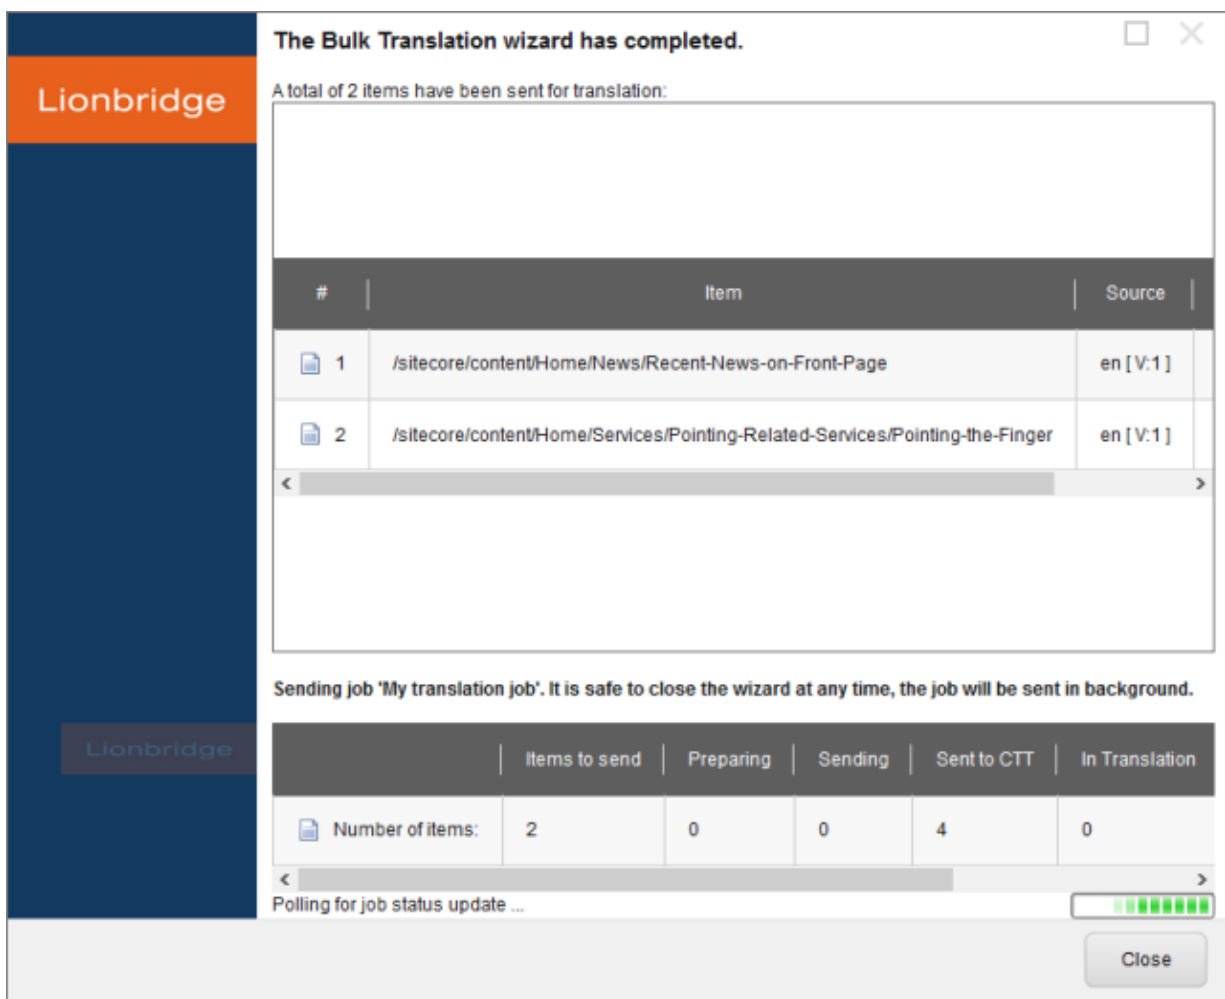 The Bulk Translation wizard has completed.
Lionbridge
A total of 2 items have been sent for translation:
# Item Source
1 /sitecore/content/Home/News/Recent-News-on-Front-Page en [ V:1 ]
2 /sitecore/content/Home/Services/Pointing-Related-Services/Pointing-the-Finger en [ V:1 ]
Sending job 'My translation job'. It is safe to close the wizard at any time, the job will be sent in background.
Lionbridge
Items to send Preparing Sending Sent to CTT In Translation
Number of items: 2 0 0 4 0
Polling for job status update ...
Close